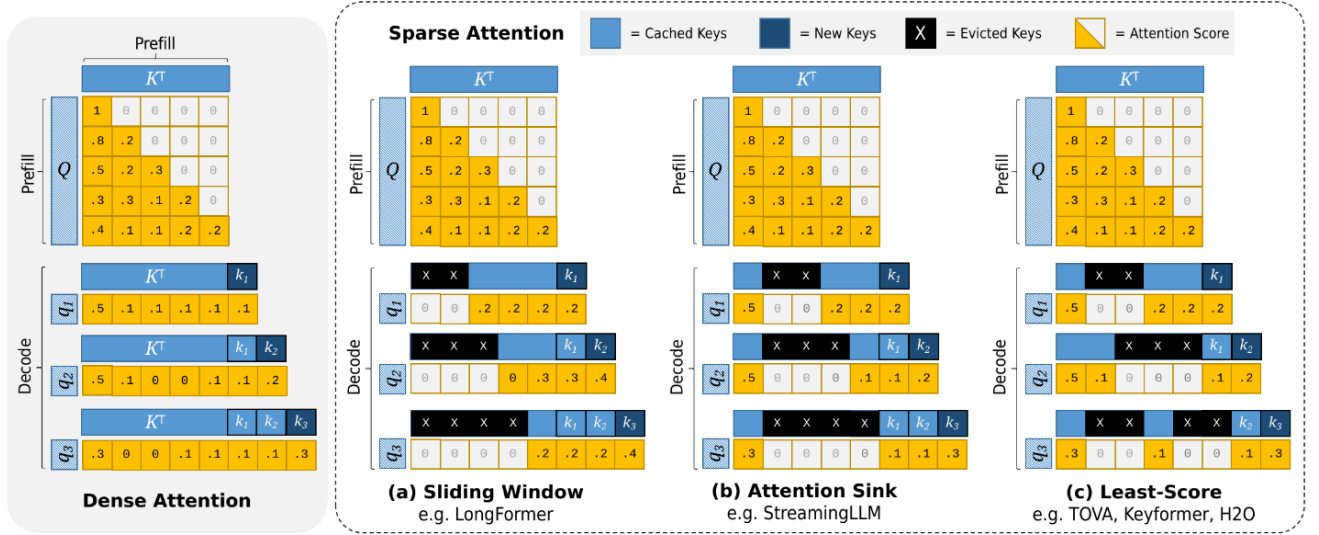 Sparse Attention
= Cached Keys
= New Keys
X = Evicted Keys
= Attention Score
Prefill
Kᵀ
Prefill
Q
1 0 0 0 0
.8 .2 0 0 0
.5 .2 .3 0 0
.3 .3 .1 .2 0
.4 .1 .1 .2 .2
Decode
Kᵀ k₁
q₁
.5 .1 .1 .1 .1 .1
Kᵀ k₁ k₂
q₂
.5 .1 0 0 .1 .1 .2
Kᵀ k₁ k₂ k₃
q₃
.3 0 0 .1 .1 .1 .1 .3
Dense Attention
Kᵀ
Prefill
Q
1 0 0 0 0
.8 .2 0 0 0
.5 .2 .3 0 0
.3 .3 .1 .2 0
.4 .1 .1 .2 .2
Decode
X X k₁
q₁
0 0 .2 .2 .2 .2
X X X k₁ k₂
q₂
0 0 0 0 .3 .3 .4
X X X X k₁ k₂ k₃
q₃
0 0 0 0 .2 .2 .2 .4
(a) Sliding Window
e.g. LongFormer
Kᵀ
Prefill
Q
1 0 0 0 0
.8 .2 0 0 0
.5 .2 .3 0 0
.3 .3 .1 .2 0
.4 .1 .1 .2 .2
Decode
X X k₁
q₁
.5 0 0 .2 .2 .2
X X X k₁ k₂
q₂
.5 0 0 0 .1 .1 .2
X X X X k₁ k₂ k₃
q₃
.3 0 0 0 0 .1 .1 .3
(b) Attention Sink
e.g. StreamingLLM
Kᵀ
Prefill
Q
1 0 0 0 0
.8 .2 0 0 0
.5 .2 .3 0 0
.3 .3 .1 .2 0
.4 .1 .1 .2 .2
Decode
X X k₁
q₁
.5 0 0 .2 .2 .2
X X X k₁ k₂
q₂
.5 .1 0 0 0 .1 .2
X X X X k₂ k₃
q₃
.3 0 0 .1 0 0 .1 .3
(c) Least-Score
e.g. TOVA, Keyformer, H2O